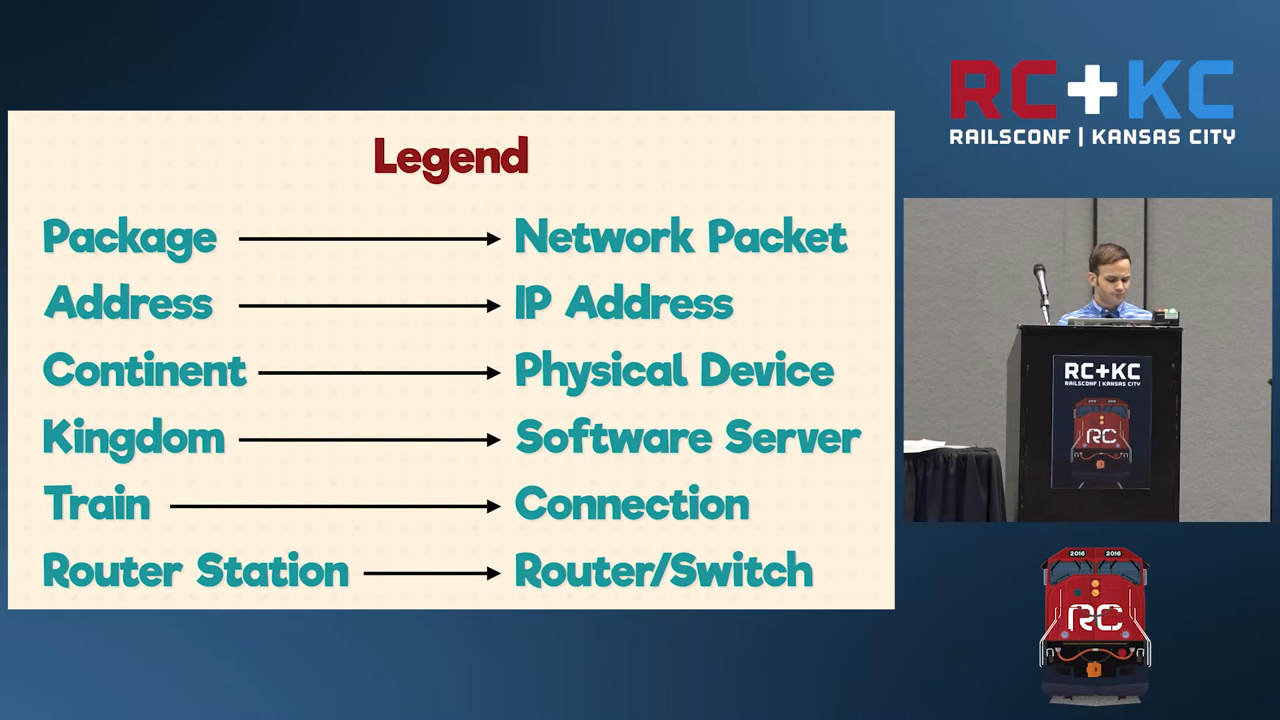 Legend
Package Network Packet
Address IP Address
Continent Physical Device
Kingdom Software Server
Train Connection
Router Station Router/Switch
RC+KC
RAILSCONF | KANSAS CITY
RC+KC
RAILSCONF | KANSAS CITY
RC
2016 2016
RC